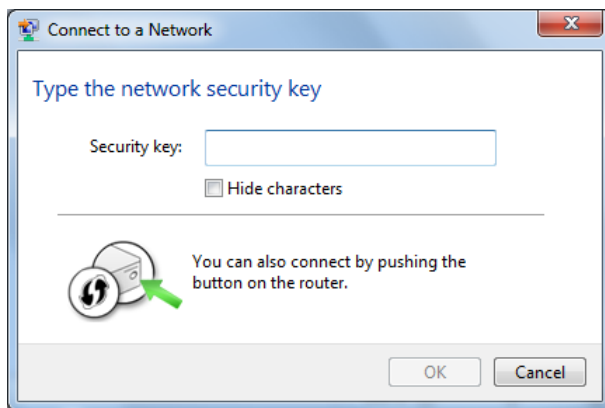 Connect to a Network
Type the network security key
Security key:
Hide characters
You can also connect by pushing the
button on the router.
OK
Cancel